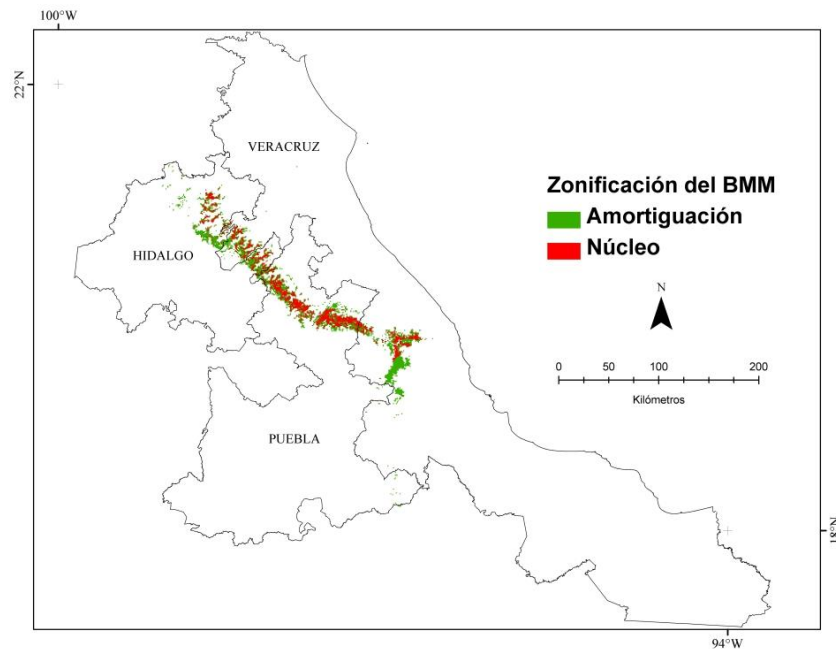 100°W
22°N
VERACRUZ
Zonificación del BMM
Amortiguación
Núcleo
HIDALGO
N
0 50 100 200
Kilómetros
PUEBLA
18°N
94°W